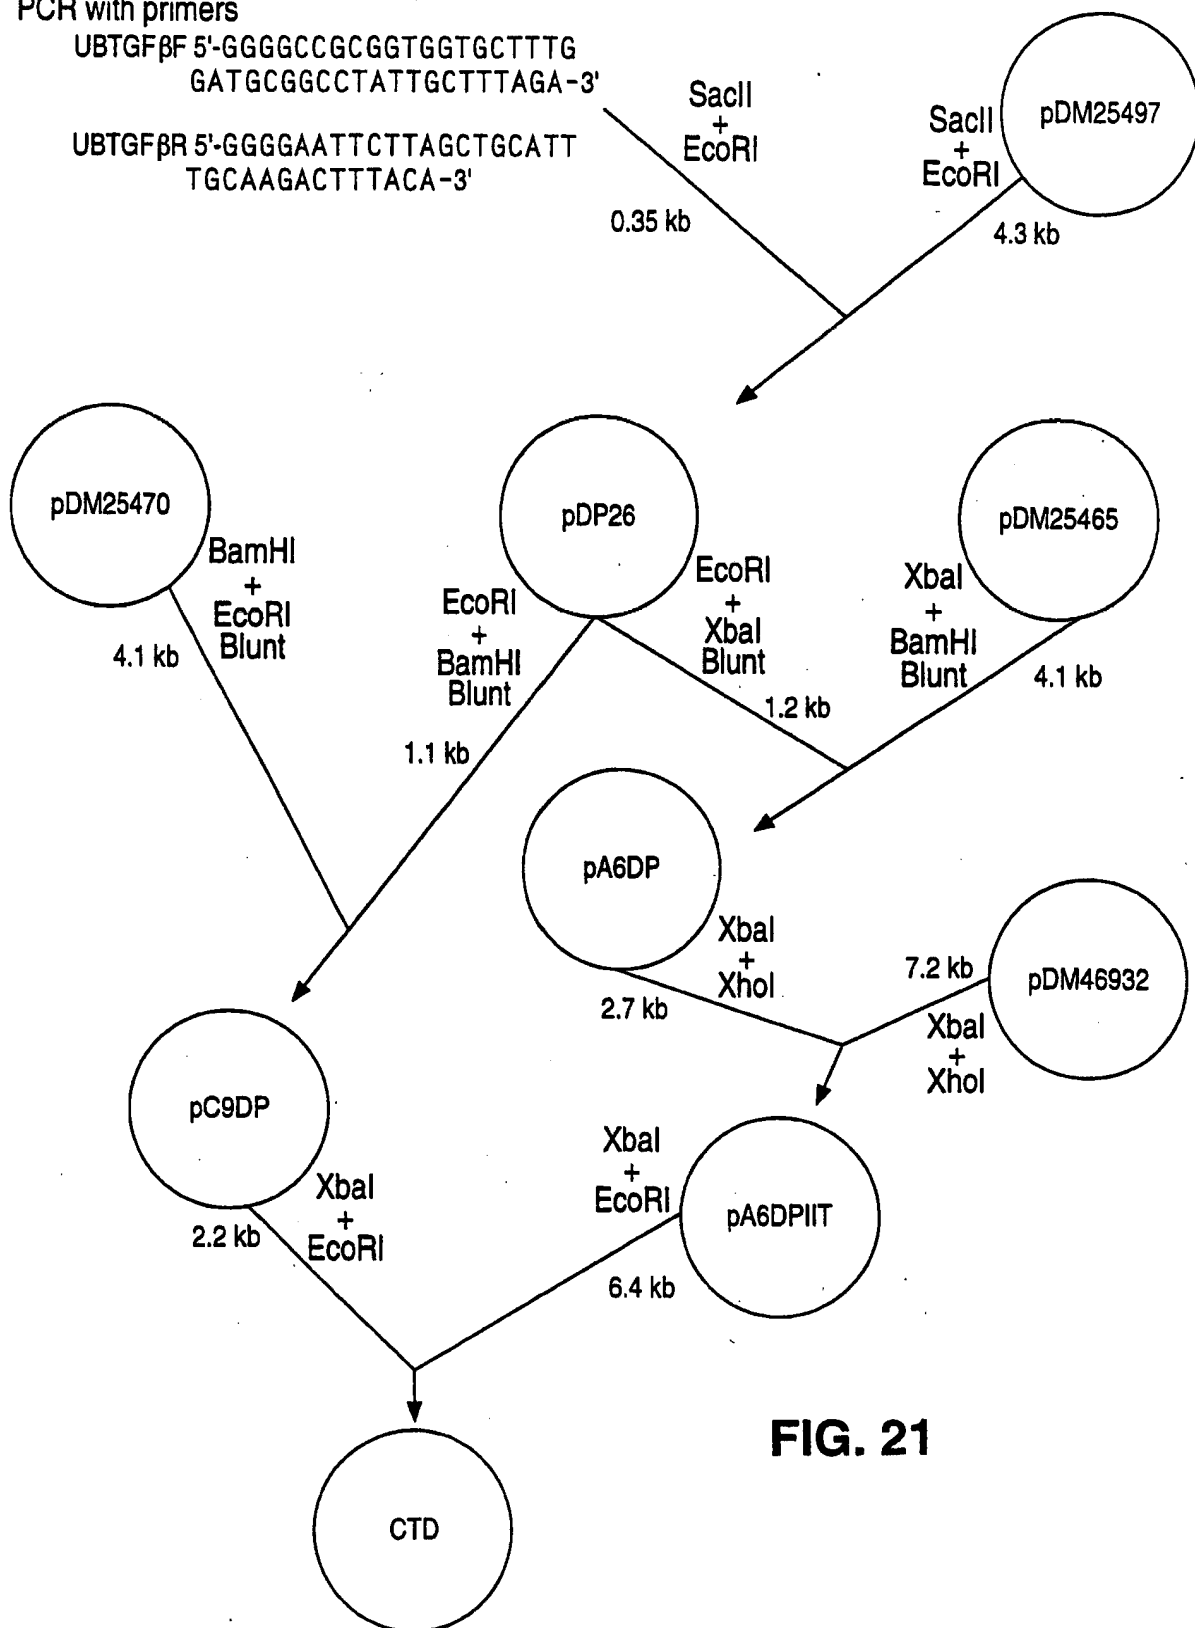 PCR with primers
UBTGFβF 5'-GGGGCCGCGGTGGTGCTTTG
GATGCGGCCTATTGCTTTAGA-3'
UBTGFβR 5'-GGGGAATTCTTAGCTGCATT
TGCAAGACTTTACA-3'
SacII
+
EcoRI
0.35 kb
SacII
+
EcoRI
pDM25497
4.3 kb
pDM25470
BamHI
+
EcoRI
Blunt
4.1 kb
pDP26
EcoRI
+
BamHI
Blunt
1.1 kb
EcoRI
+
XbaI
Blunt
1.2 kb
pDM25465
XbaI
+
BamHI
Blunt
4.1 kb
pA6DP
XbaI
+
XhoI
2.7 kb
7.2 kb
pDM46932
XbaI
+
XhoI
pC9DP
XbaI
+
EcoRI
2.2 kb
XbaI
+
EcoRI
pA6DPIIT
6.4 kb
FIG. 21
CTD